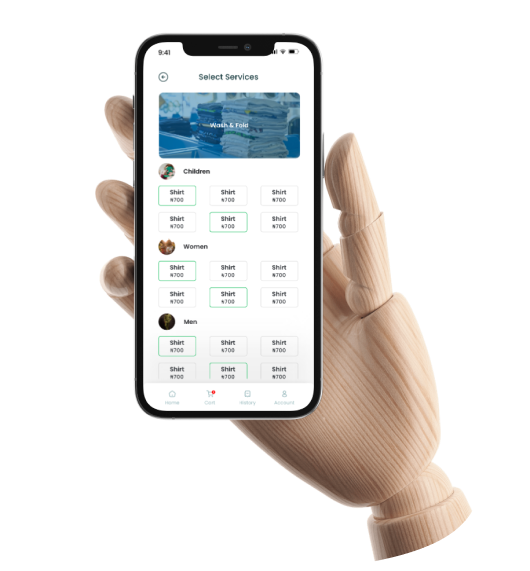 9:41
Select Services
Wash & Fold
Children
Shirt Shirt Shirt
₦700 ₦700 ₦700
Shirt Shirt Shirt
₦700 ₦700 ₦700
Women
Shirt Shirt Shirt
₦700 ₦700 ₦700
Shirt Shirt Shirt
₦700 ₦700 ₦700
Men
Shirt Shirt Shirt
₦700 ₦700 ₦700
Shirt Shirt Shirt
₦700 ₦700 ₦700
Home Cart History Account